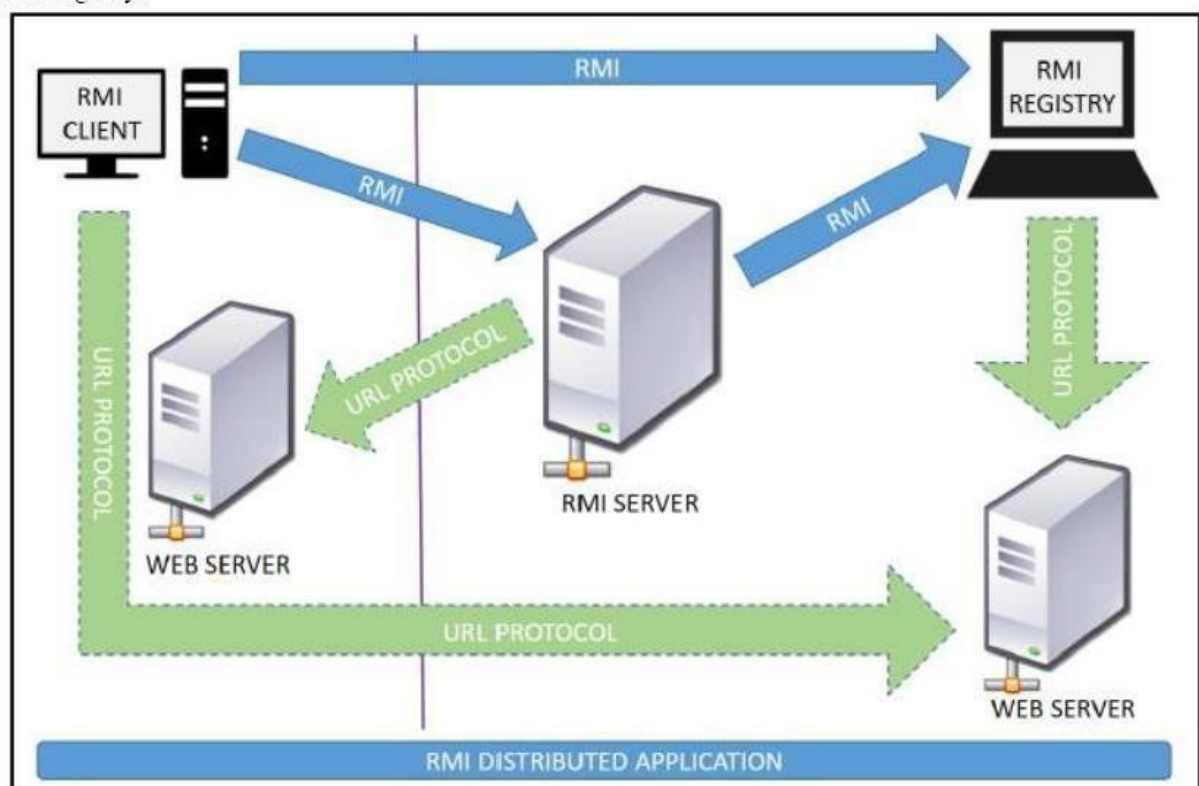 RMI
RMI
CLIENT
RMI
REGISTRY
RMI
RMI
URL PROTOCOL
URL PROTOCOL
URL PROTOCOL
RMI SERVER
WEB SERVER
URL PROTOCOL
WEB SERVER
RMI DISTRIBUTED APPLICATION